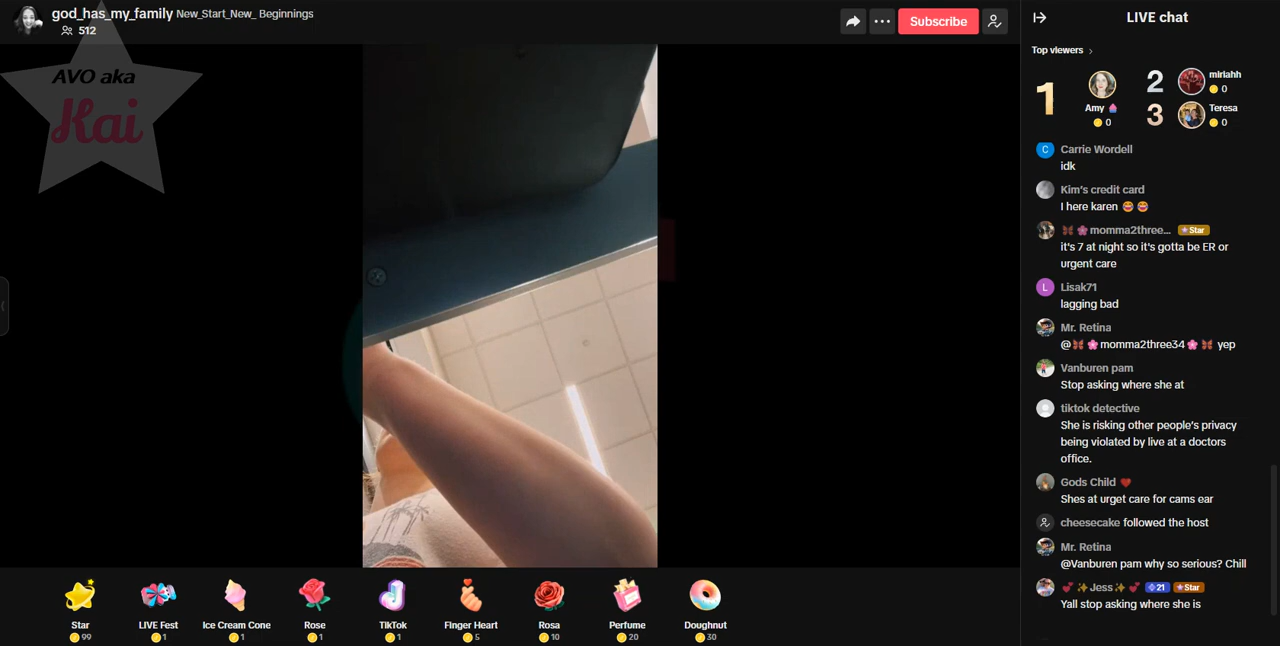 god_has_my_family New_Start_New_ Beginnings
512
Subscribe
AVO aka
Kai
LIVE chat
Top viewers
1
Amy
0
2
mIrIahh
0
3
Teresa
0
Carrie Wordell
idk
Kim's credit card
I here karen
momma2three... Star
it's 7 at night so it's gotta be ER or
urgent care
Lisak71
lagging bad
Mr. Retina
@🦋🌸momma2three34🌸🦋 yep
Vanburen pam
Stop asking where she at
tiktok detective
She is risking other people's privacy
being violated by live at a doctors
office.
Gods Child
Shes at urget care for cams ear
cheesecake followed the host
Mr. Retina
@Vanburen pam why so serious? Chill
Jess 21 Star
Yall stop asking where she is
Star
99
LIVE Fest
1
Ice Cream Cone
1
Rose
1
TikTok
1
Finger Heart
5
Rosa
10
Perfume
20
Doughnut
30